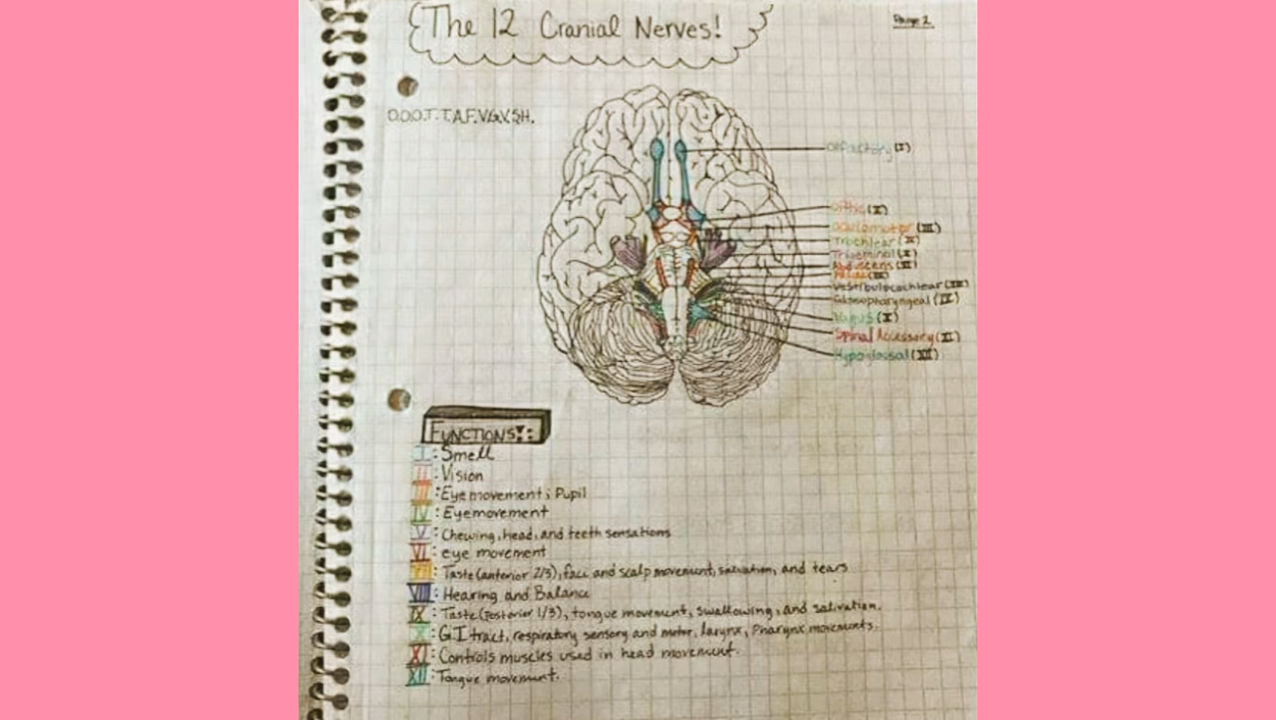 The 12 Cranial Nerves!
Page 2
O.O.O.T.T.A.F.V.G.V.S.H.
Olfactory (I)
Optic (II)
Oculomotor (III)
Trochlear (IV)
Trigeminal (V)
Abducens (VI)
(VII)
Vestibulocochlear (VIII)
Glossopharyngeal (IX)
Vagus (X)
Spinal Accessory (XI)
Hypoglossal (XII)
FUNCTIONS:
I: Smell
II: Vision
III: Eye movement; Pupil
IV: Eyemovement
V: Chewing, head, and teeth sensations
VI: eye movement
VII: Taste (anterior 2/3), face and scalp movement, salivation, and tears
VIII: Hearing and Balance
IX: Taste (Posterior 1/3), tongue movement, swallowing, and salivation.
X: G.I tract, respiratory sensory and motor, larynx, Pharynx movements.
XI: Controls muscles used in head movement.
XII: Tongue movement.